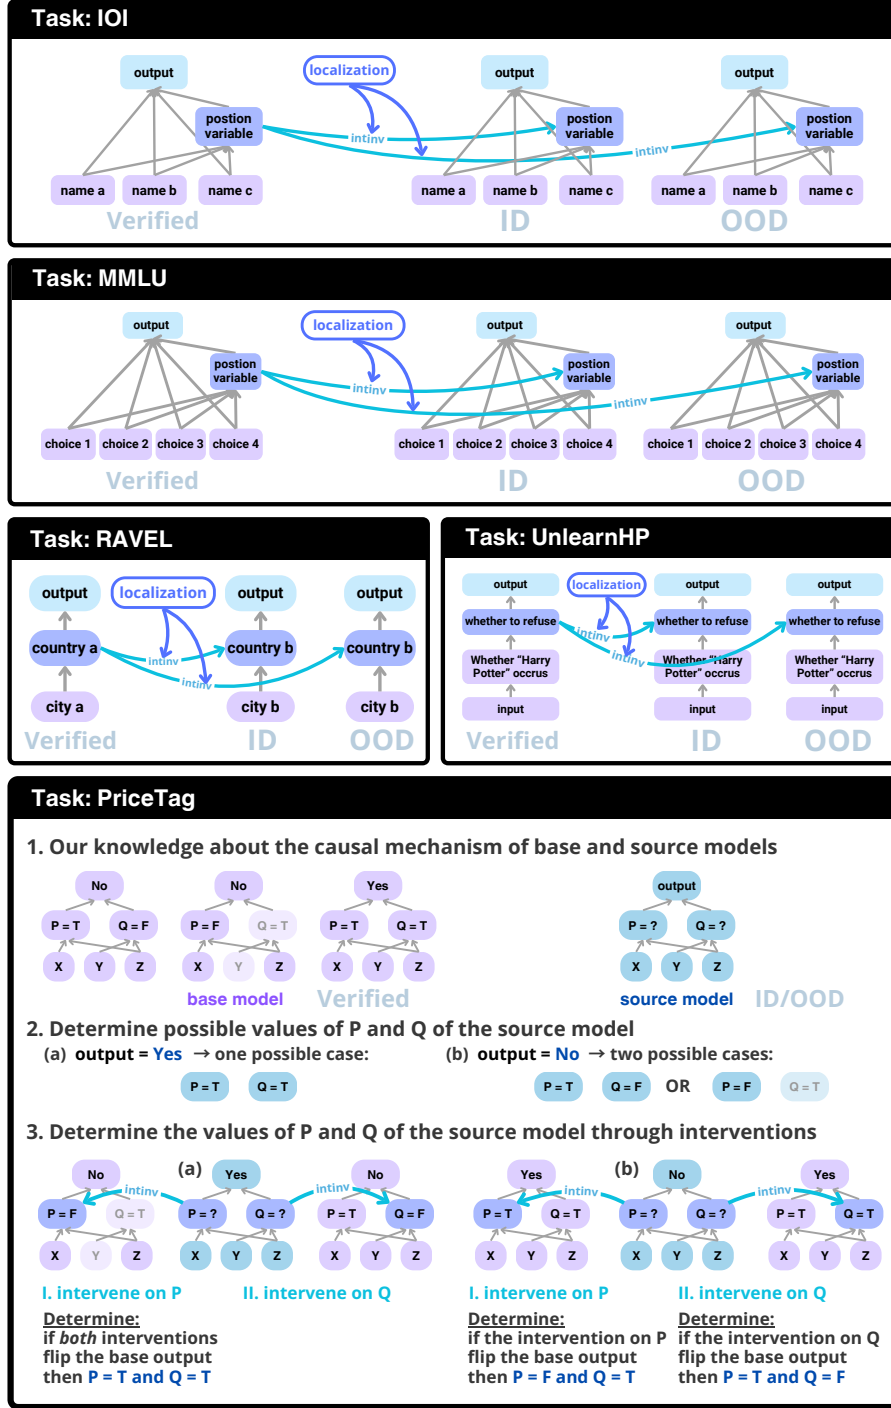 Task: IOI
output
localization
output
output
postion
variable
postion
variable
postion
variable
intinv
intinv
name a name b name c
name a name b name c
name a name b name c
Verified ID OOD
Task: MMLU
output
localization
output
output
postion
variable
postion
variable
postion
variable
intinv
intinv
choice 1 choice 2 choice 3 choice 4
choice 1 choice 2 choice 3 choice 4
choice 1 choice 2 choice 3 choice 4
Verified ID OOD
Task: RAVEL
output localization output output
country a intinv country b country b
intinv
city a city b city b
Verified ID OOD
Task: UnlearnHP
output localization output output
whether to refuse intinv whether to refuse whether to refuse
intinv
Whether “Harry
Potter” occrus
Whether “Harry
Potter” occrus
Whether “Harry
Potter” occrus
input input input
Verified ID OOD
Task: PriceTag
1. Our knowledge about the causal mechanism of base and source models
No No Yes output
P = T Q = F P = F Q = T P = T Q = T P = ? Q = ?
X Y Z X Y Z X Y Z X Y Z
base model Verified source model ID/OOD
2. Determine possible values of P and Q of the source model
(a) output = Yes → one possible case:
P = T Q = T
(b) output = No → two possible cases:
P = T Q = F OR P = F Q = T
3. Determine the values of P and Q of the source model through interventions
No (a) Yes No
intinv intinv
P = F Q = T P = ? Q = ? P = T Q = F
X Y Z X Y Z X Y Z
I. intervene on P II. intervene on Q
Determine:
if both interventions
flip the base output
then P = T and Q = T
Yes (b) No Yes
intinv intinv
P = T Q = T P = ? Q = ? P = T Q = T
X Y Z X Y Z X Y Z
I. intervene on P
Determine:
if the intervention on P
flip the base output
then P = F and Q = T
II. intervene on Q
Determine:
if the intervention on Q
flip the base output
then P = T and Q = F